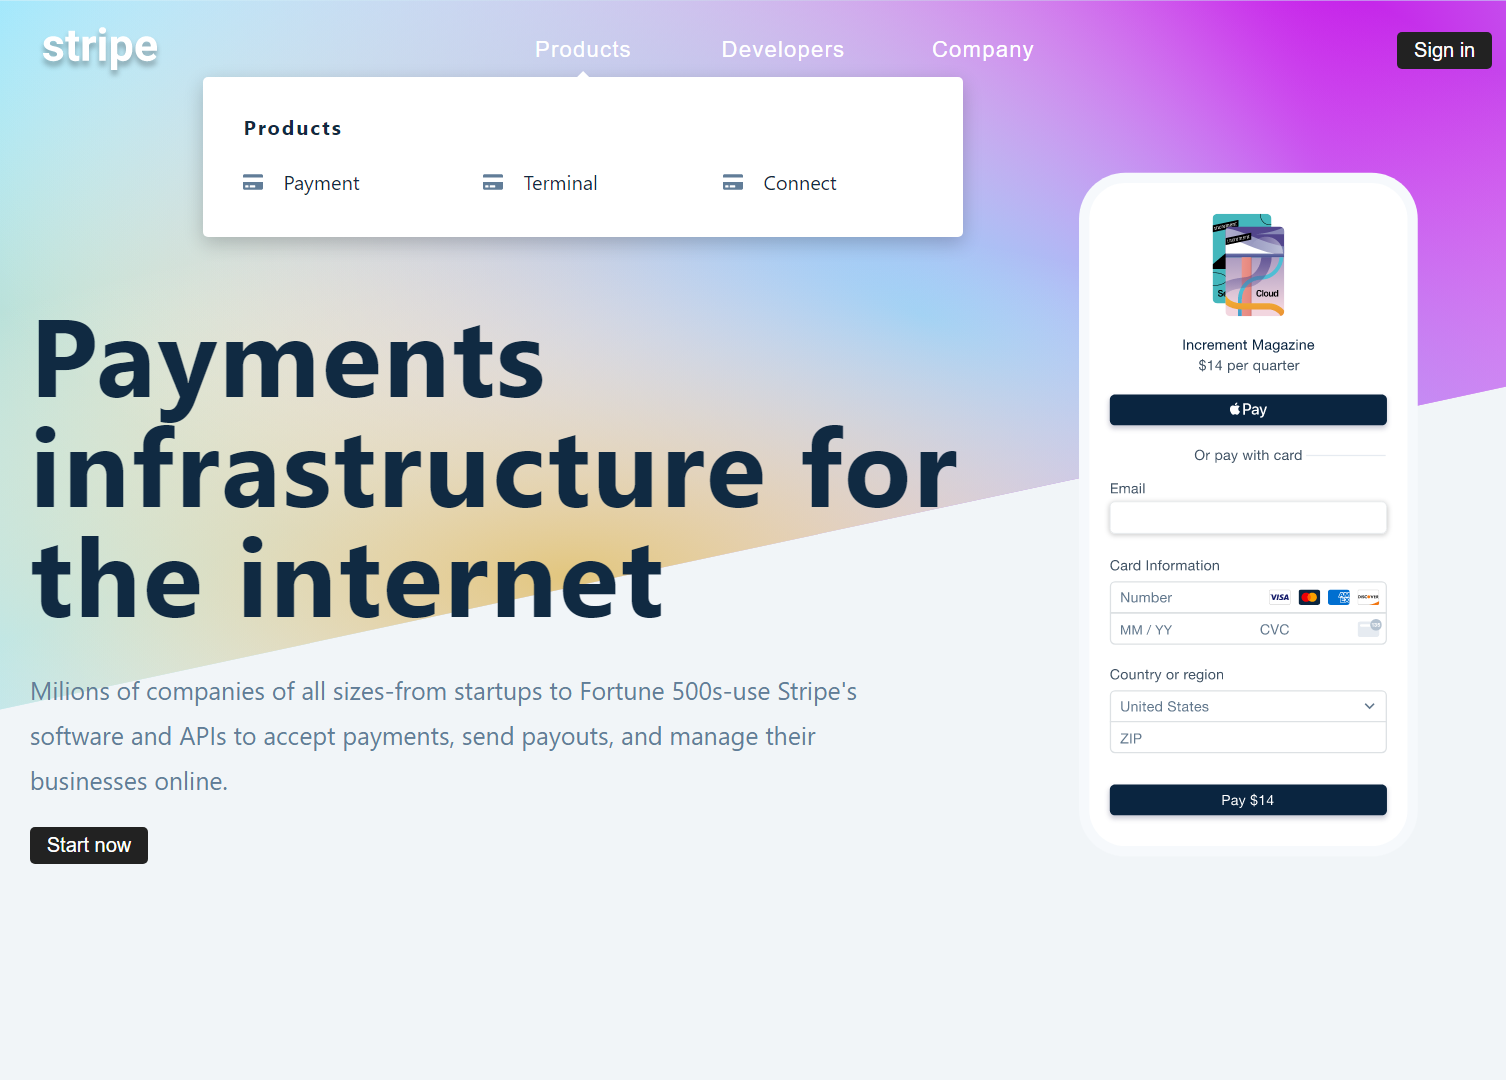 stripe
Products
Developers
Company
Sign in
Products
Payment
Terminal
Connect
Payments
infrastructure for
the internet
Milions of companies of all sizes-from startups to Fortune 500s-use Stripe's
software and APIs to accept payments, send payouts, and manage their
businesses online.
Start now
Cloud
Increment Magazine
$14 per quarter
Pay
Or pay with card
Email
Card Information
Number
VISA
DISCOVER
MM / YY
CVC
Country or region
United States
ZIP
Pay $14